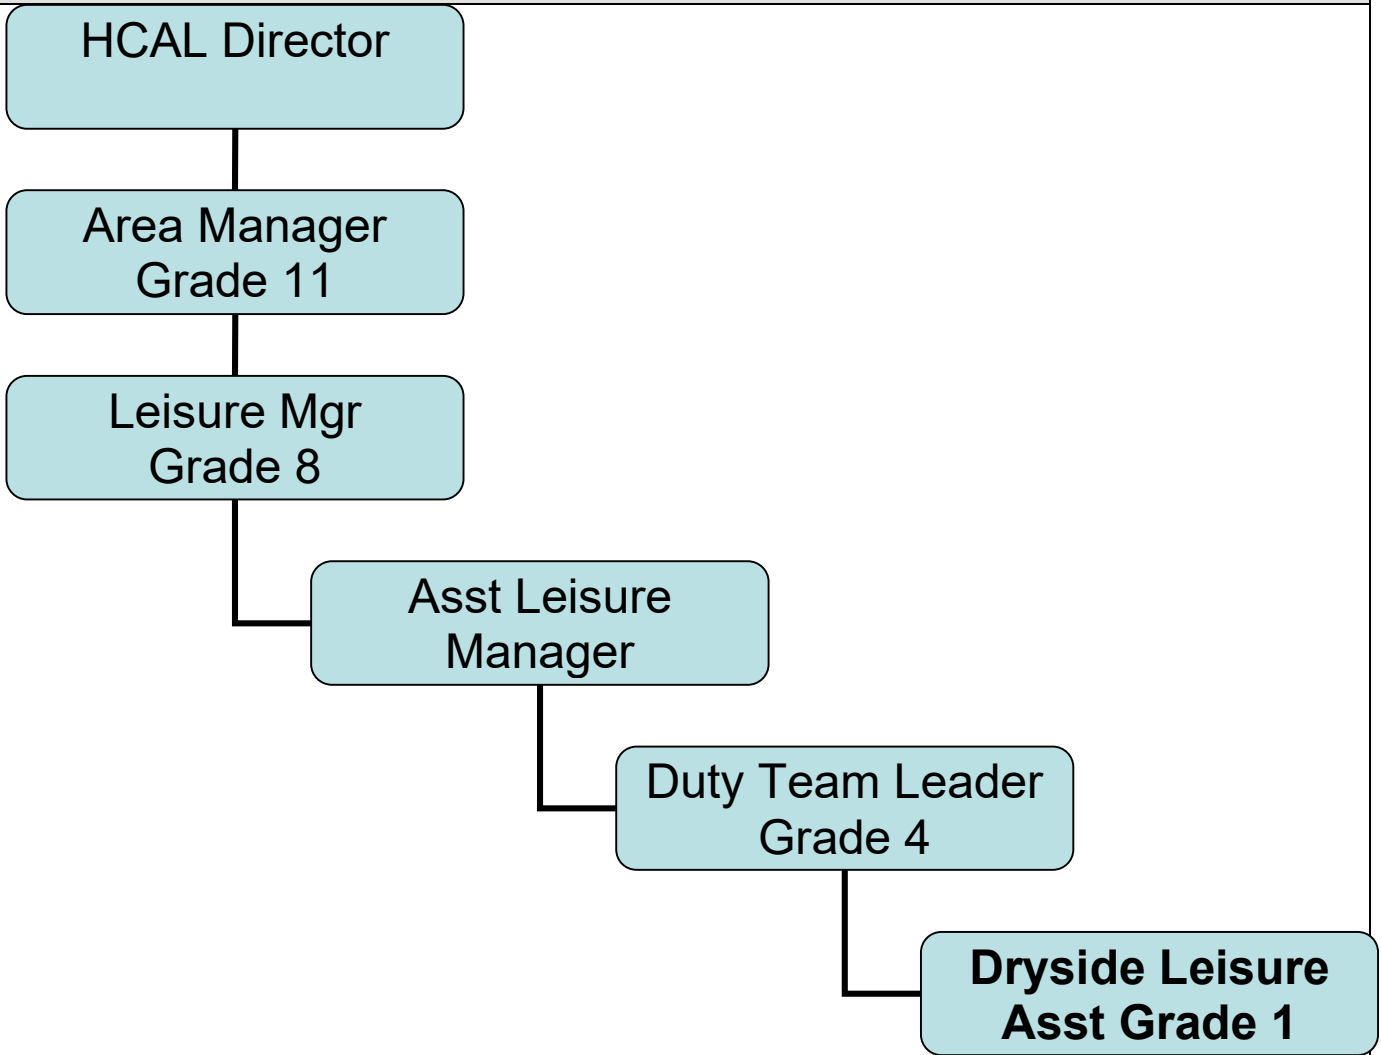 HCAL Director
Area Manager
Grade 11
Leisure Mgr
Grade 8
Asst Leisure
Manager
Duty Team Leader
Grade 4
Dryside Leisure
Asst Grade 1